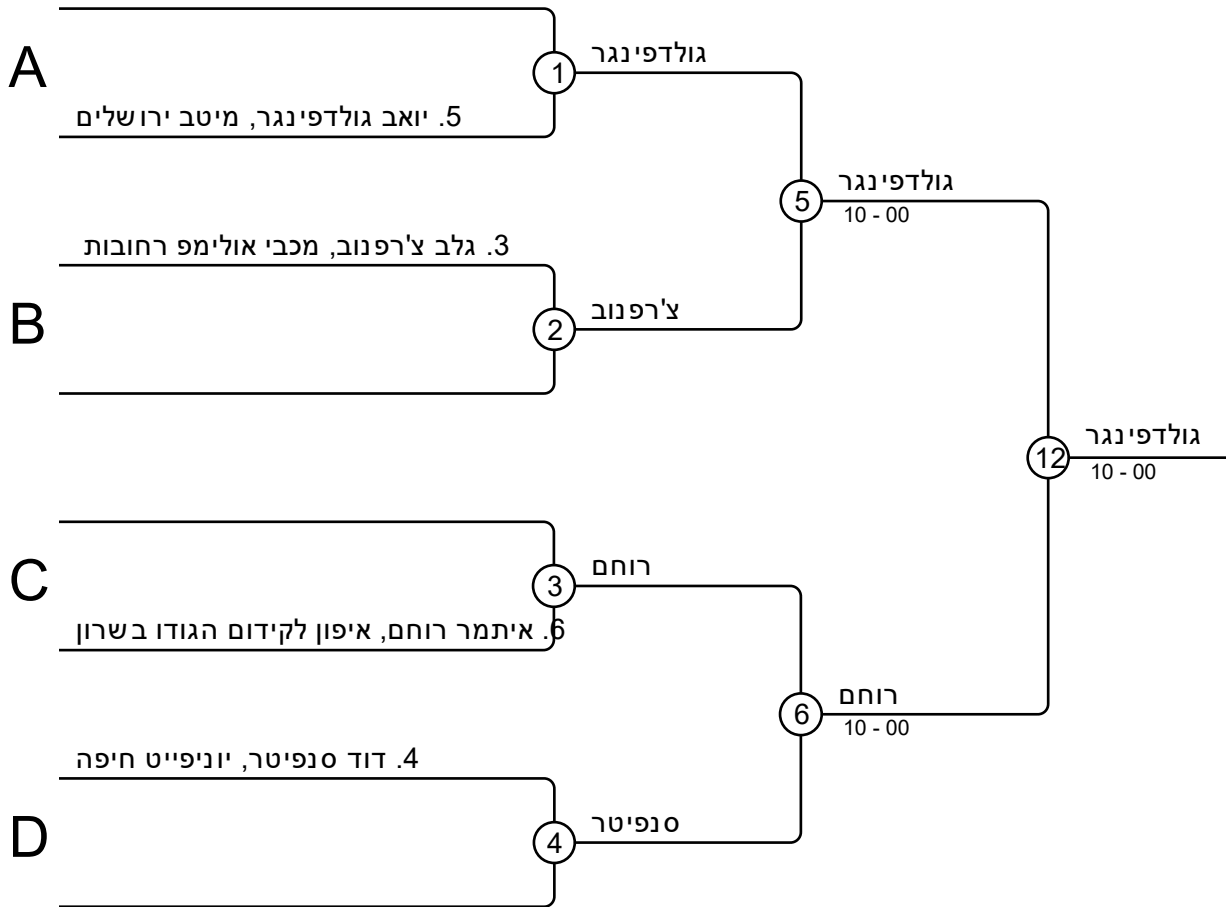 A
1
גולדפינגר
5. יואב גולדפינגר, מיטב ירושלים
5
גולדפינגר
10 - 00
3. גלב צ'רפנוב, מכבי אולימפ רחובות
B
2
צ'רפנוב
12
גולדפינגר
10 - 00
C
3
רוחם
6. איתמר רוחם, איפון לקידום הגודו בשרון
6
רוחם
10 - 00
4. דוד סנפיטר, יוניפייט חיפה
D
4
סנפיטר